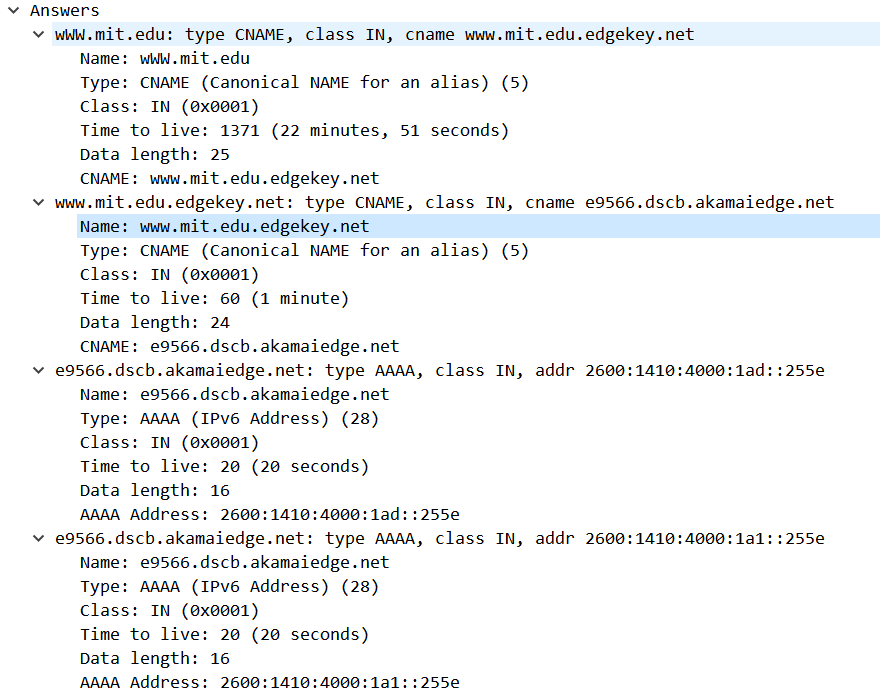 Answers
wWW.mit.edu: type CNAME, class IN, cname www.mit.edu.edgekey.net
Name: wWW.mit.edu
Type: CNAME (Canonical NAME for an alias) (5)
Class: IN (0x0001)
Time to live: 1371 (22 minutes, 51 seconds)
Data length: 25
CNAME: www.mit.edu.edgekey.net
www.mit.edu.edgekey.net: type CNAME, class IN, cname e9566.dscb.akamaiedge.net
Name: www.mit.edu.edgekey.net
Type: CNAME (Canonical NAME for an alias) (5)
Class: IN (0x0001)
Time to live: 60 (1 minute)
Data length: 24
CNAME: e9566.dscb.akamaiedge.net
e9566.dscb.akamaiedge.net: type AAAA, class IN, addr 2600:1410:4000:1ad::255e
Name: e9566.dscb.akamaiedge.net
Type: AAAA (IPv6 Address) (28)
Class: IN (0x0001)
Time to live: 20 (20 seconds)
Data length: 16
AAAA Address: 2600:1410:4000:1ad::255e
e9566.dscb.akamaiedge.net: type AAAA, class IN, addr 2600:1410:4000:1a1::255e
Name: e9566.dscb.akamaiedge.net
Type: AAAA (IPv6 Address) (28)
Class: IN (0x0001)
Time to live: 20 (20 seconds)
Data length: 16
AAAA Address: 2600:1410:4000:1a1::255e